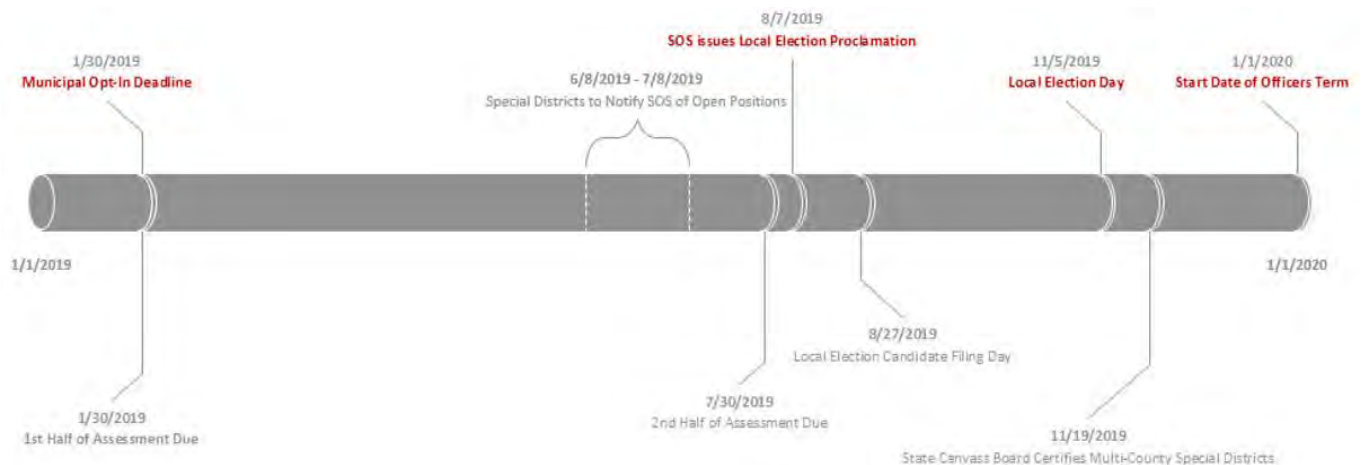 8/7/2019
SOS issues Local Election Proclamation
1/30/2019
Municipal Opt-In Deadline
6/8/2019 - 7/8/2019
Special Districts to Notify SOS of Open Positions
11/5/2019
Local Election Day
1/1/2020
Start Date of Officers Term
1/1/2019
1/1/2020
8/27/2019
Local Election Candidate Filing Day
1/30/2019
1st Half of Assessment Due
7/30/2019
2nd Half of Assessment Due
11/19/2019
State Canvass Board Certifies Multi-County Special Districts